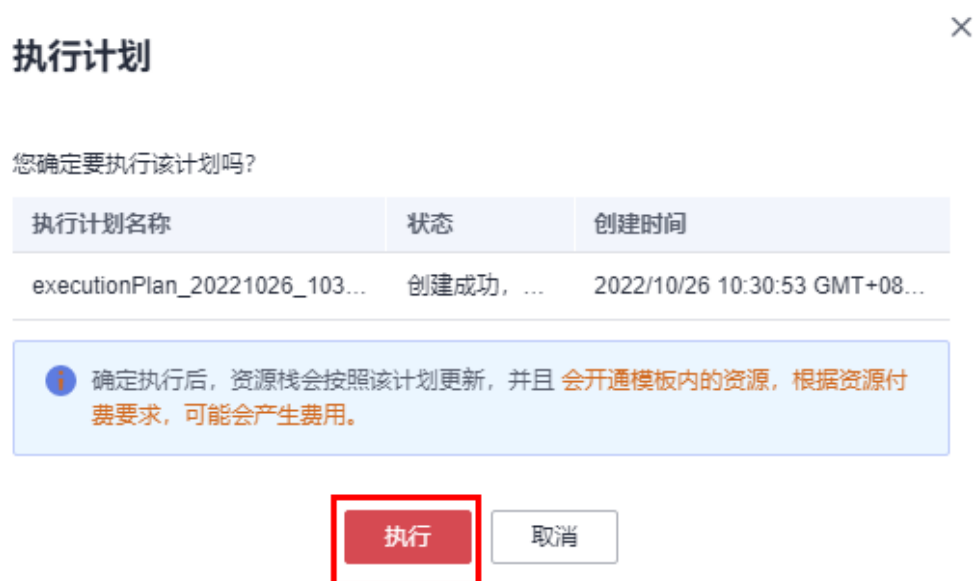 执行计划
您确定要执行该计划吗?
执行计划名称 状态 创建时间
executionPlan_20221026_103... 创建成功, ... 2022/10/26 10:30:53 GMT+08...
确定执行后，资源栈会按照该计划更新，并且 会开通模板内的资源，根据资源付
费要求，可能会产生费用。
执行 取消